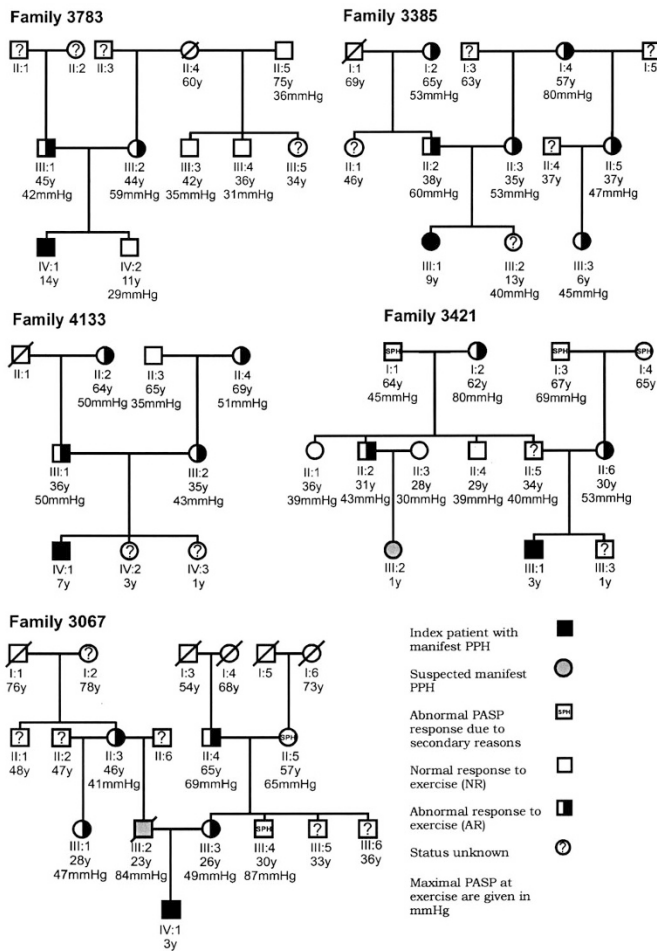 Family 3783
? ? ? 
II:1 II:2 II:3 II:4 II:5
60y 75y
36mmHg
III:1 III:2 III:3 III:4 III:5
?
45y 44y 42y 36y 34y
42mmHg 59mmHg 35mmHg 31mmHg
IV:1 IV:2
14y 11y
29mmHg
Family 3385
? ?
I:1 I:2 I:3 I:4 I:5
69y 65y 63y 57y
53mmHg 80mmHg
? ?
II:1 II:2 II:3 II:4 II:5
46y 38y 35y 37y 37y
60mmHg 53mmHg 47mmHg
?
III:1 III:2 III:3
9y 13y 6y
40mmHg 45mmHg
Family 4133
II:1 II:2 II:3 II:4
64y 65y 69y
50mmHg 35mmHg 51mmHg
III:1 III:2
36y 35y
50mmHg 43mmHg
? ?
IV:1 IV:2 IV:3
7y 3y 1y
Family 3421
SPH SPH SPH
I:1 I:2 I:3 I:4
64y 62y 67y 65y
45mmHg 80mmHg 69mmHg
?
II:1 II:2 II:3 II:4 II:5 II:6
36y 31y 28y 29y 34y 30y
39mmHg 43mmHg 30mmHg 39mmHg 40mmHg 53mmHg
?
III:2 III:1 III:3
1y 3y 1y
Family 3067
?
I:1 I:2 I:3 I:4 I:5 I:6
76y 78y 54y 68y 73y
? ? ? SPH
II:1 II:2 II:3 II:6 II:4 II:5
48y 47y 46y 65y 57y
41mmHg 69mmHg 65mmHg
SPH ? ?
III:1 III:2 III:3 III:4 III:5 III:6
28y 23y 26y 30y 33y 36y
47mmHg 84mmHg 49mmHg 87mmHg
IV:1
3y
Index patient with
manifest PPH
Suspected manifest
PPH
Abnormal PASP
response due to
secondary reasons
SPH
Normal response to
exercise (NR)
Abnormal response to
exercise (AR)
Status unknown
?
Maximal PASP at
exercise are given in
mmHg